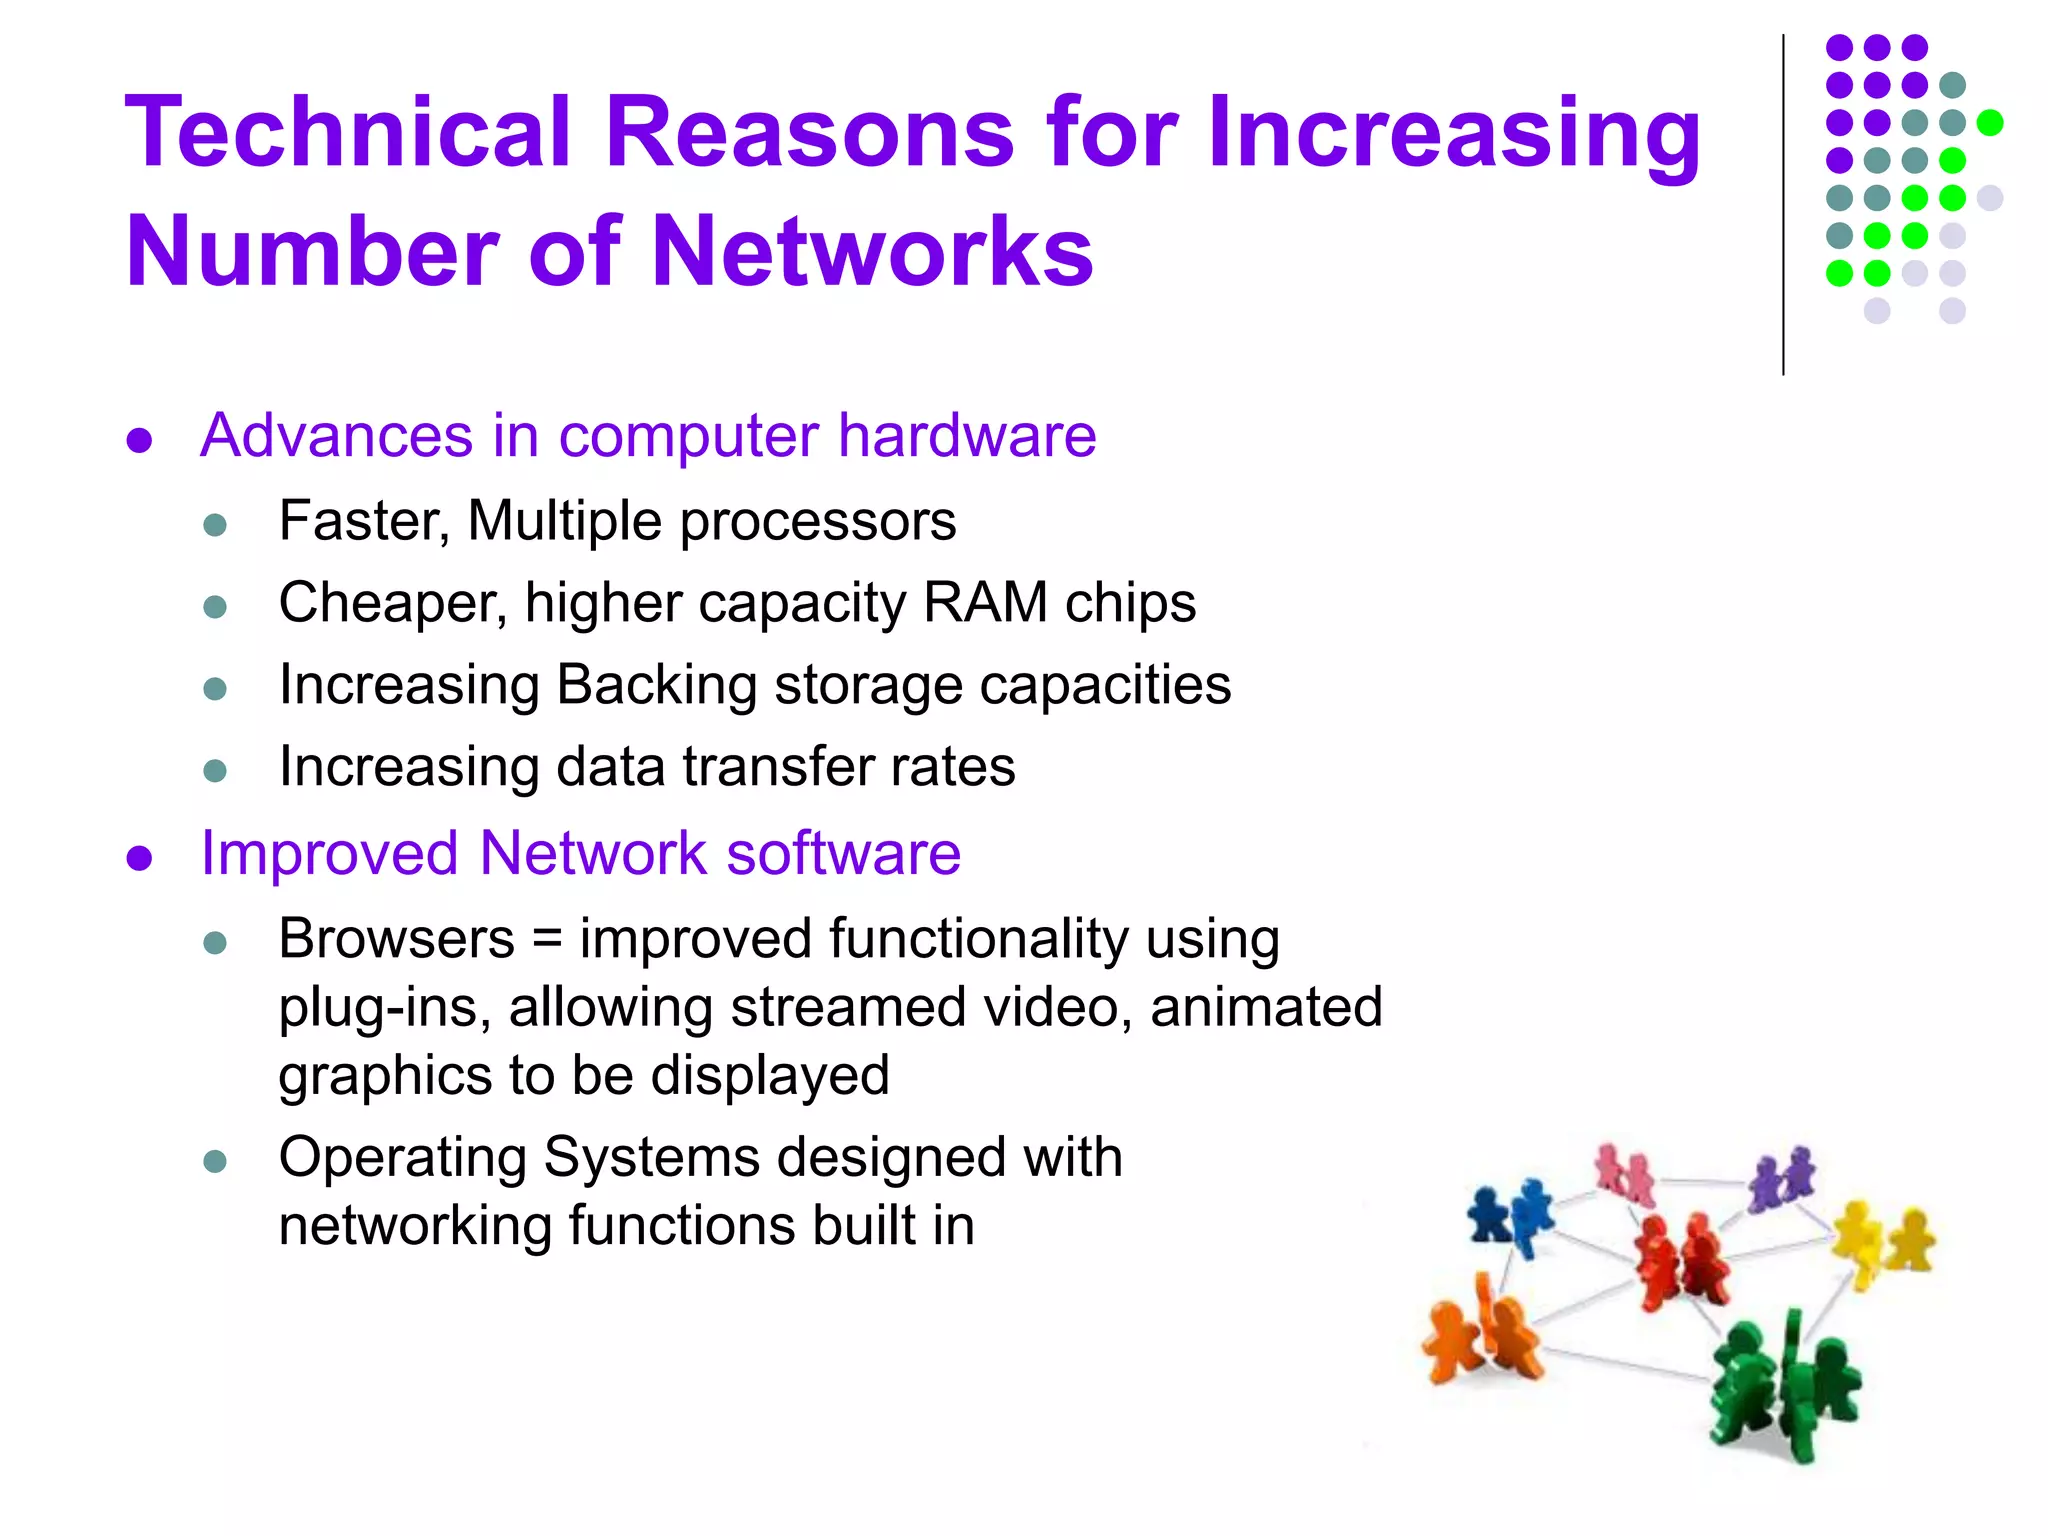 Technical Reasons for Increasing
Number of Networks
Advances in computer hardware
Faster, Multiple processors
Cheaper, higher capacity RAM chips
Increasing Backing storage capacities
Increasing data transfer rates
Improved Network software
Browsers = improved functionality using
plug-ins, allowing streamed video, animated
graphics to be displayed
Operating Systems designed with
networking functions built in